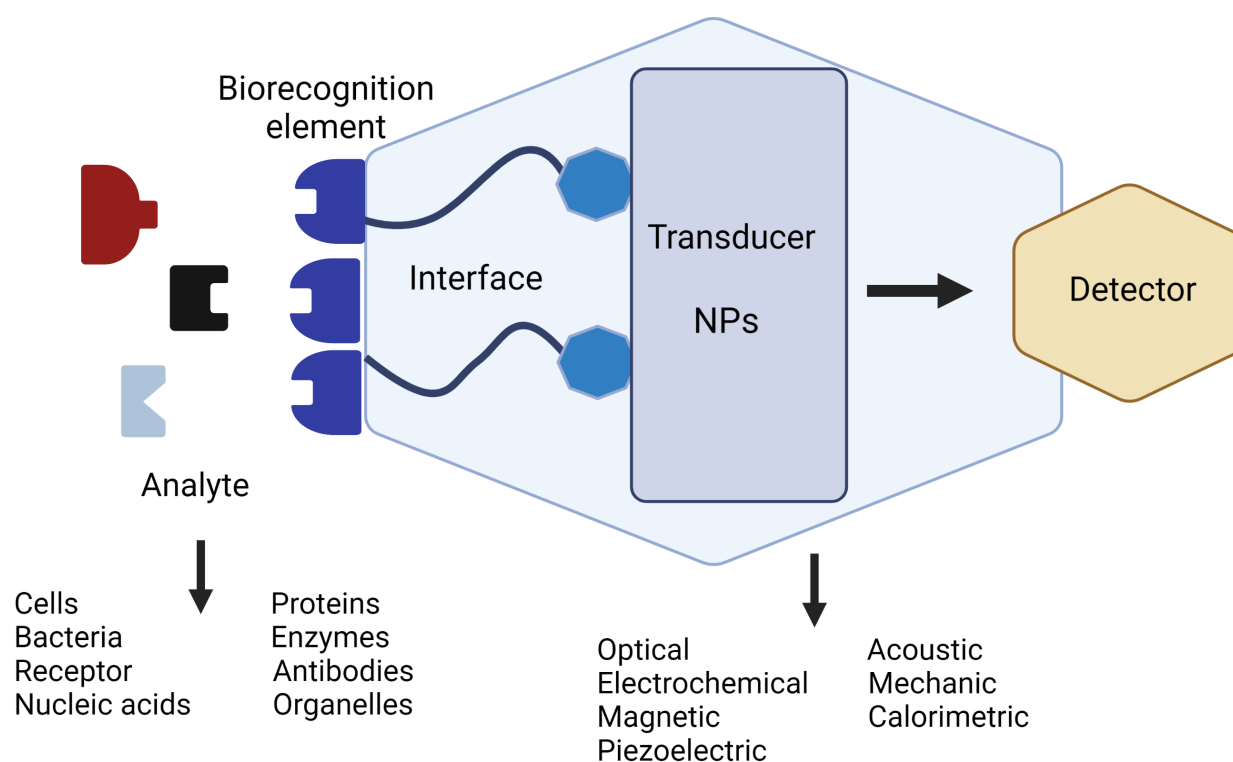 Biorecognition
element
Interface
Transducer
NPs
Detector
Analyte
Cells
Bacteria
Receptor
Nucleic acids
Proteins
Enzymes
Antibodies
Organelles
Optical
Electrochemical
Magnetic
Piezoelectric
Acoustic
Mechanic
Calorimetric